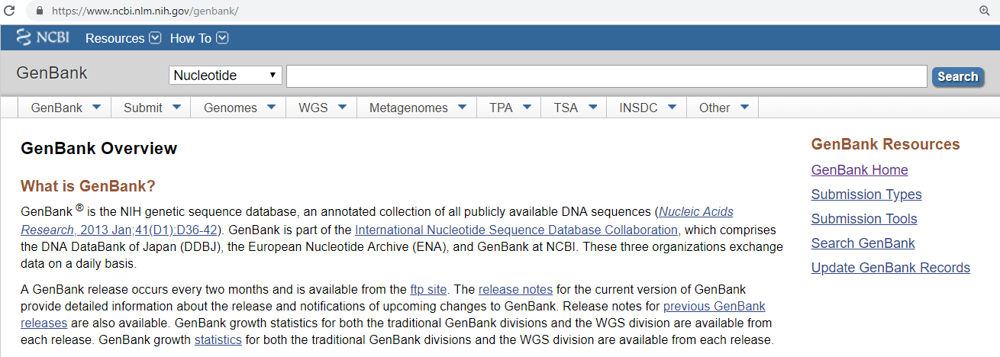 https://www.ncbi.nlm.nih.gov/genbank/
NCBI Resources How To
GenBank Nucleotide Search
GenBank Submit Genomes WGS Metagenomes TPA TSA INSDC Other
GenBank Overview
What is GenBank?
GenBank ® is the NIH genetic sequence database, an annotated collection of all publicly available DNA sequences (Nucleic Acids
Research, 2013 Jan;41(D1):D36-42). GenBank is part of the International Nucleotide Sequence Database Collaboration, which comprises
the DNA DataBank of Japan (DDBJ), the European Nucleotide Archive (ENA), and GenBank at NCBI. These three organizations exchange
data on a daily basis.
A GenBank release occurs every two months and is available from the ftp site. The release notes for the current version of GenBank
provide detailed information about the release and notifications of upcoming changes to GenBank. Release notes for previous GenBank
releases are also available. GenBank growth statistics for both the traditional GenBank divisions and the WGS division are available from
each release. GenBank growth statistics for both the traditional GenBank divisions and the WGS division are available from each release.
GenBank Resources
GenBank Home
Submission Types
Submission Tools
Search GenBank
Update GenBank Records